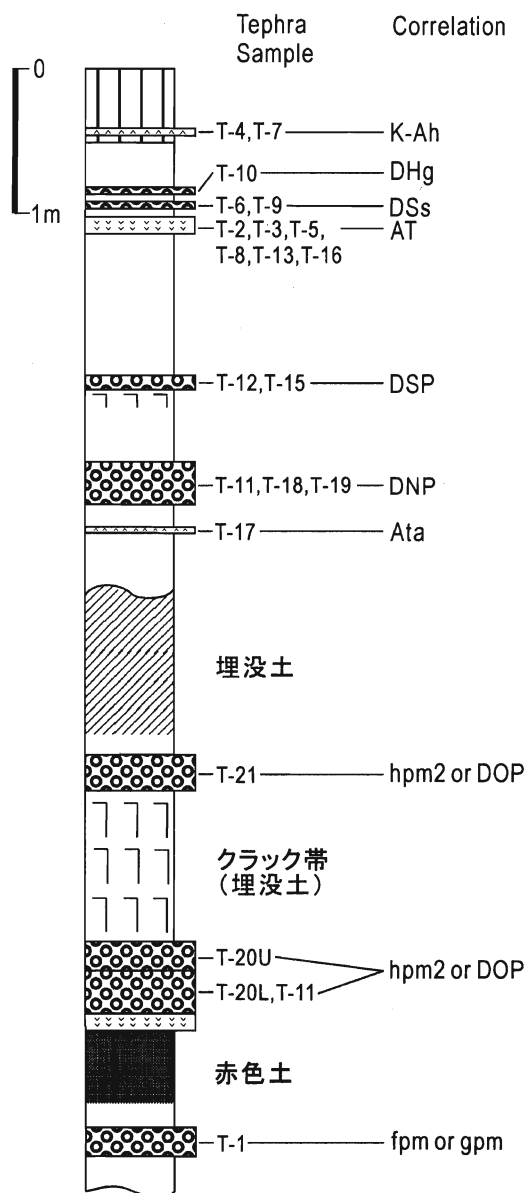 Tephra
Sample
Correlation
0
1m
T-4,T-7
K-Ah
T-10
DHg
T-6,T-9
DSs
T-2,T-3,T-5,
T-8,T-13,T-16
AT
T-12,T-15
DSP
T-11,T-18,T-19
DNP
T-17
Ata
埋没土
T-21
hpm2 or DOP
クラック帯
(埋没土)
T-20U
T-20L,T-11
hpm2 or DOP
赤色土
T-1
fpm or gpm